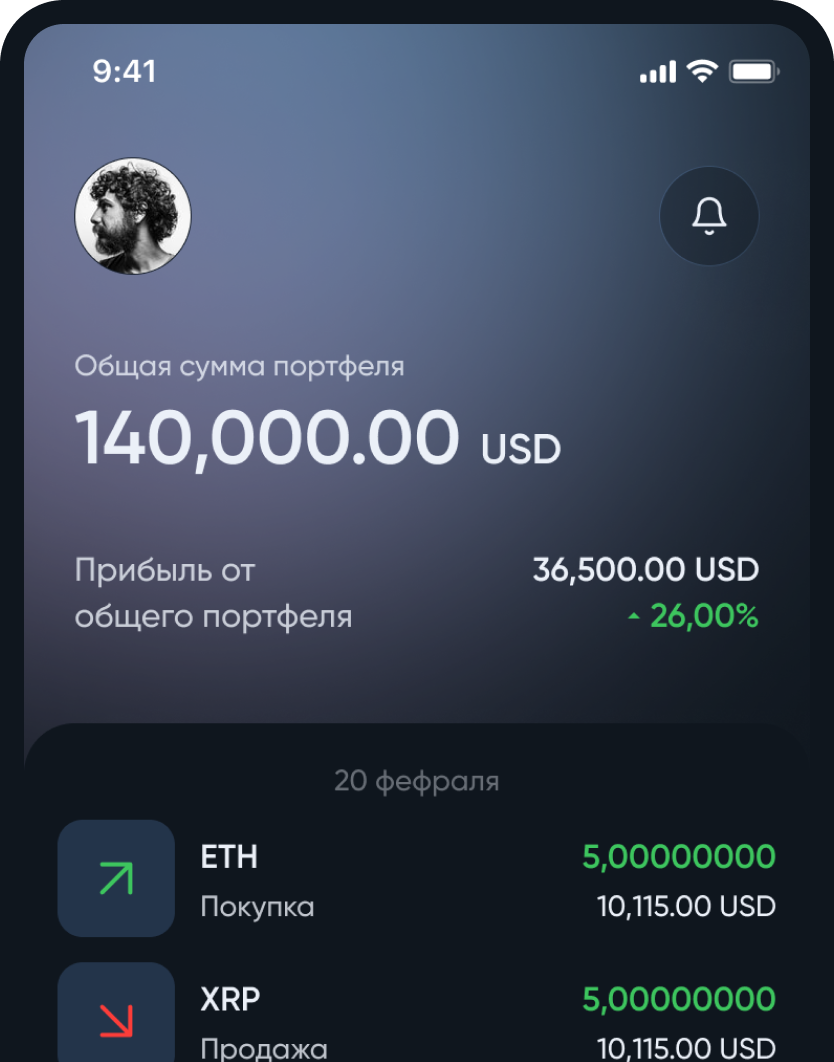 9:41
Общая сумма портфеля
140,000.00 USD
Прибыль от 36,500.00 USD
общего портфеля 26,00%
20 фефраля
ETH 5,00000000
Покупка 10,115.00 USD
XRP 5,00000000
Продажа 10,115.00 USD